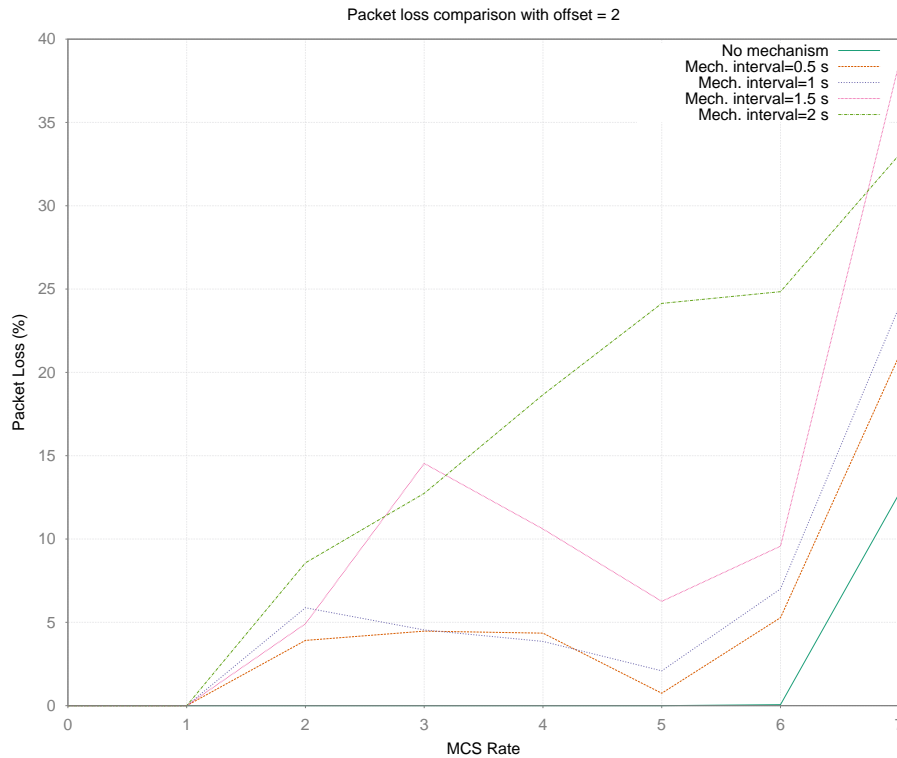 Packet loss comparison with offset = 2
No mechanism
Mech. interval=0.5 s
Mech. interval=1 s
Mech. interval=1.5 s
Mech. interval=2 s
40
35
30
25
20
15
10
5
0
Packet Loss (%)
0 1 2 3 4 5 6 7
MCS Rate